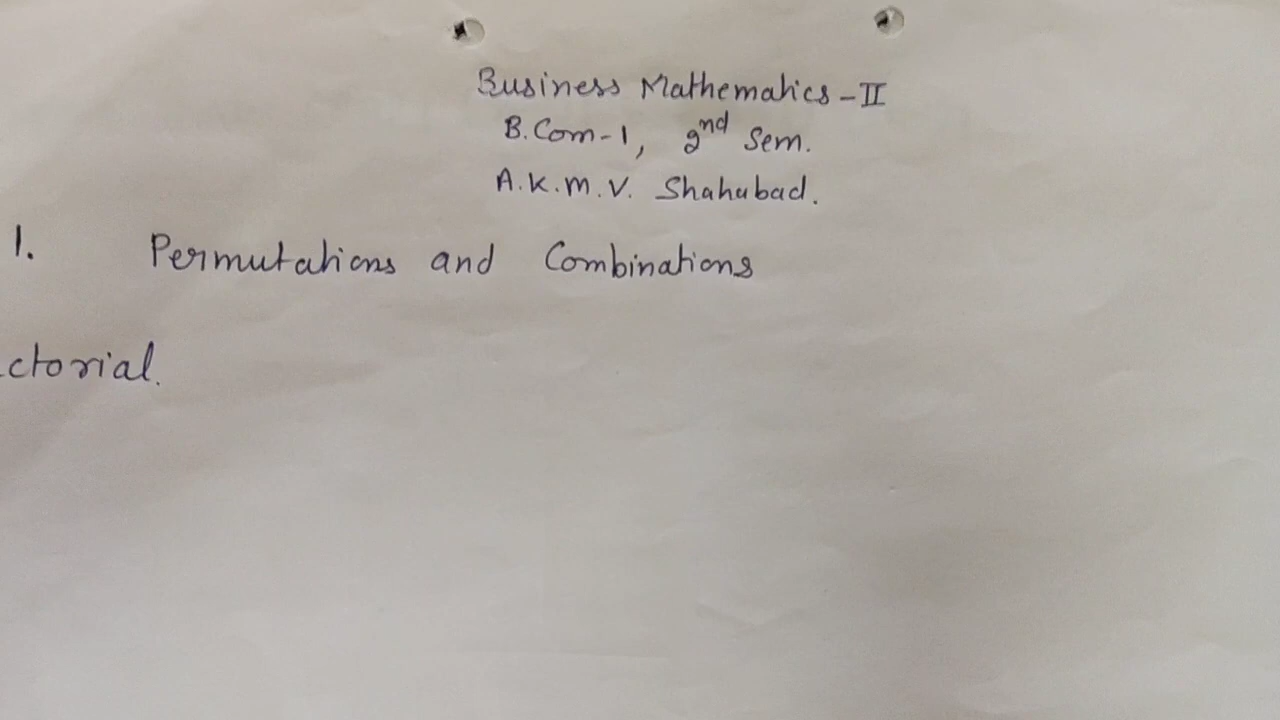 Business Mathematics - II
B.Com-1, 2nd Sem.
A.K.M.V. Shahabad.
1. Permutations and Combinations
ctorial.